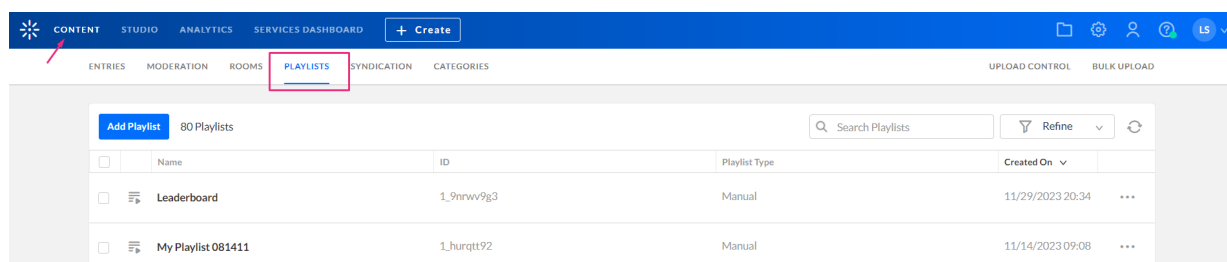 CONTENT STUDIO ANALYTICS SERVICES DASHBOARD + Create LS
ENTRIES MODERATION ROOMS PLAYLISTS SYNDICATION CATEGORIES UPLOAD CONTROL BULK UPLOAD
Add Playlist 80 Playlists Search Playlists Refine
Name ID Playlist Type Created On
Leaderboard 1_9nrwv9g3 Manual 11/29/2023 20:34
My Playlist 081411 1_hurqtt92 Manual 11/14/2023 09:08